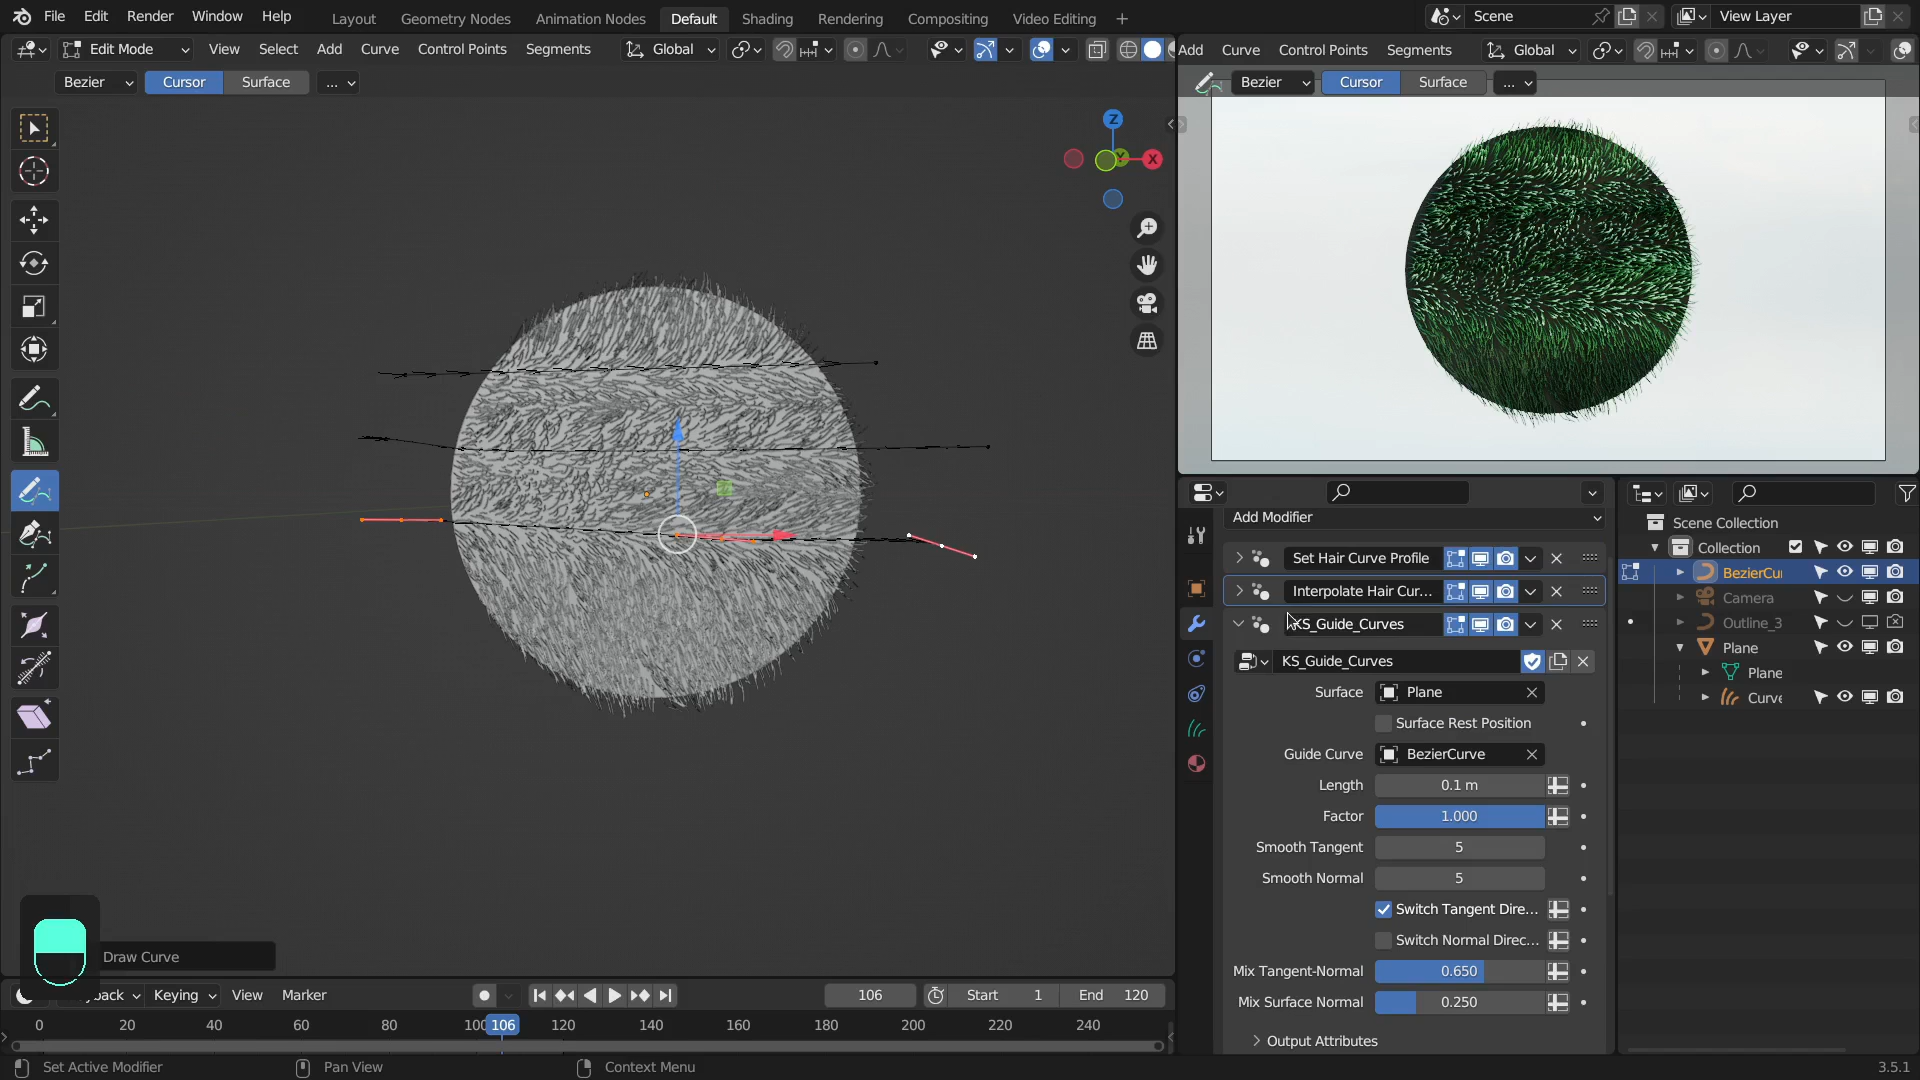 File Edit Render Window Help
Layout Geometry Nodes Animation Nodes Default Shading Rendering Compositing Video Editing +
Scene
View Layer
Edit Mode View Select Add Curve Control Points Segments Global
Add Curve Control Points Segments Global
Bezier Cursor Surface ...
Bezier Cursor Surface ...
Z
Y
X
Add Modifier
Set Hair Curve Profile
Interpolate Hair Cur...
KS_Guide_Curves
KS_Guide_Curves
Surface Plane
Surface Rest Position
Guide Curve BezierCurve
Length 0.1 m
Factor 1.000
Smooth Tangent 5
Smooth Normal 5
Switch Tangent Dire...
Switch Normal Direc...
Mix Tangent-Normal 0.650
Mix Surface Normal 0.250
Output Attributes
Scene Collection
Collection
BezierCu
Camera
Outline_3
Plane
Plane
Curve
Draw Curve
Keying View Marker
106
Start 1
End 120
0 20 40 60 80 100 106 120 140 160 180 200 220 240
Set Active Modifier
Pan View
Context Menu
3.5.1